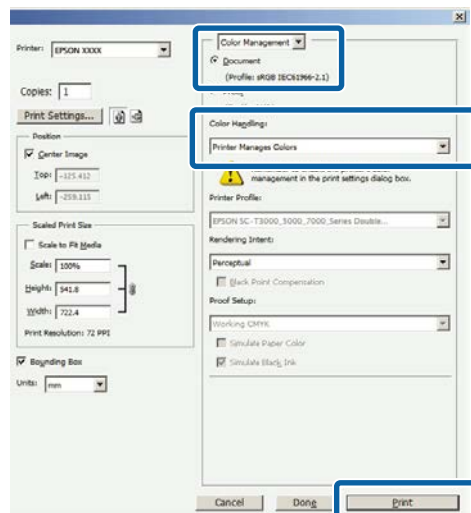 Printer: EPSON XXXX
Copies: 1
Print Settings...
Position
Center Image
Top: -125.412
Left: -259.115
Scaled Print Size
Scale to Fit Media
Scale: 100%
Height: 541.8
Width: 722.4
Print Resolution: 72 PPI
Bounding Box
Units: mm
Color Management
Document
(Profile: sRGB IEC61966-2.1)
Color Handling:
Printer Manages Colors
management in the print settings dialog box.
Printer Profile:
EPSON SC-T3000_5000_7000_Series Double...
Rendering Intent:
Perceptual
Black Point Compensation
Proof Setup:
Working CMYK
Simulate Paper Color
Simulate Black Ink
Cancel
Done
Print